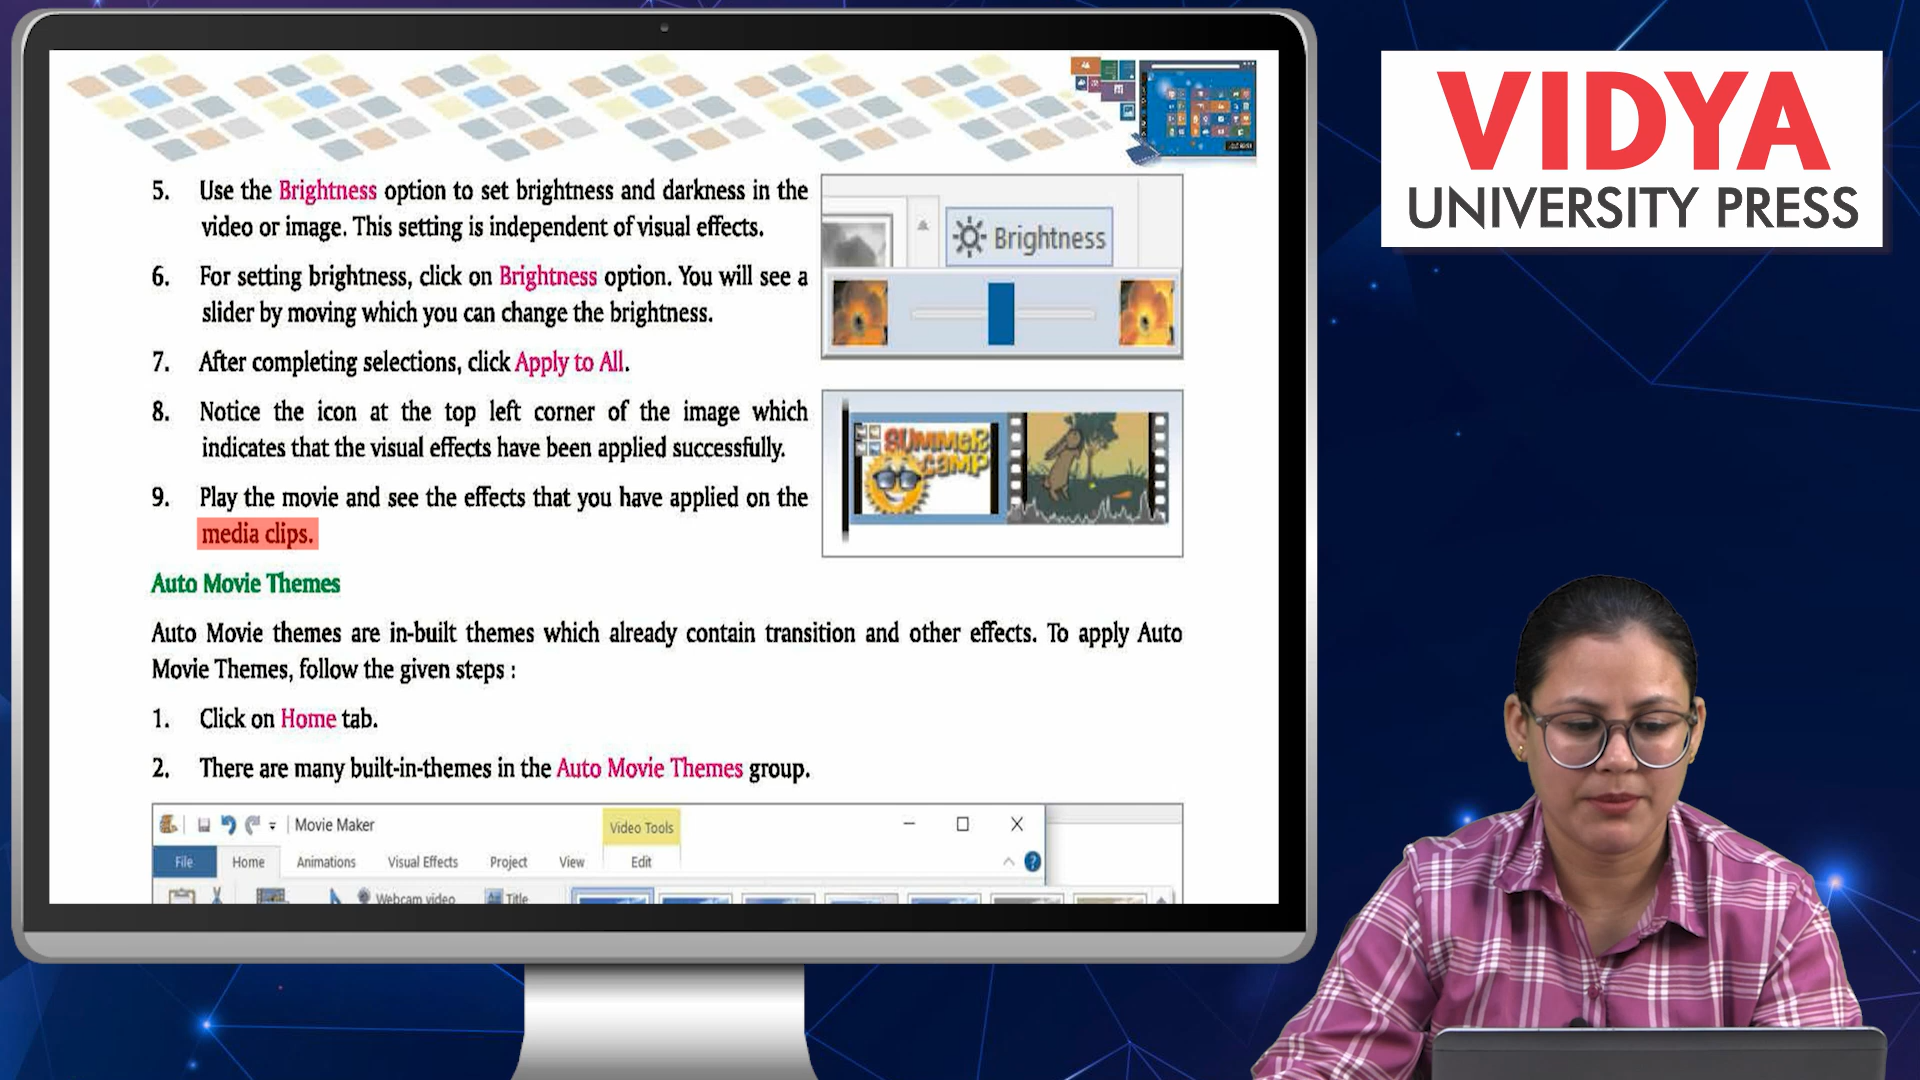 5. Use the Brightness option to set brightness and darkness in the
video or image. This setting is independent of visual effects.
6. For setting brightness, click on Brightness option. You will see a
slider by moving which you can change the brightness.
7. After completing selections, click Apply to All.
8. Notice the icon at the top left corner of the image which
indicates that the visual effects have been applied successfully.
9. Play the movie and see the effects that you have applied on the
media clips.
Brightness
SUMMER
CAMP
Auto Movie Themes
Auto Movie themes are in-built themes which already contain transition and other effects. To apply Auto
Movie Themes, follow the given steps :
1. Click on Home tab.
2. There are many built-in-themes in the Auto Movie Themes group.
Movie Maker
Video Tools
File Home Animations Visual Effects Project View Edit
Webcam video Title
VIDYA
UNIVERSITY PRESS